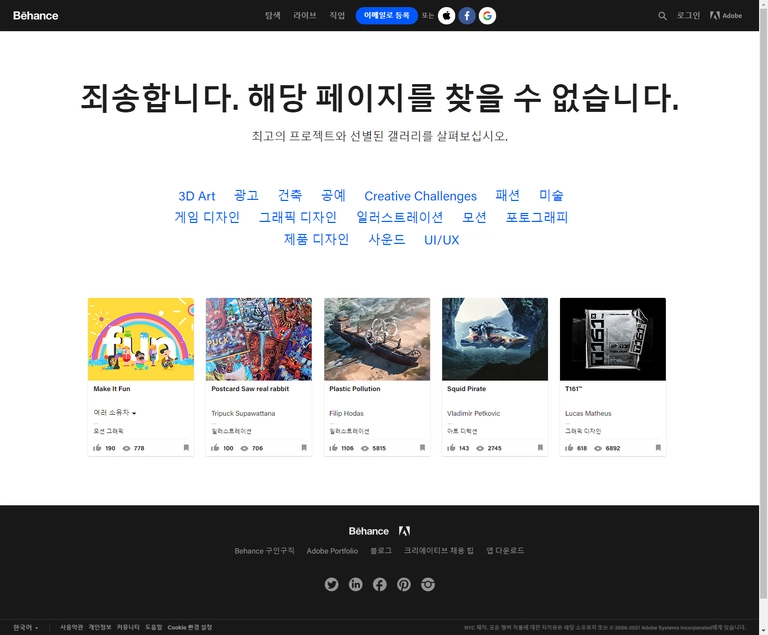 Bēhance 탐색 라이브 직업 이메일로 등록 또는 로그인 Adobe
죄송합니다. 해당 페이지를 찾을 수 없습니다.
최고의 프로젝트와 선별된 갤러리를 살펴보십시오.
3D Art 광고 건축 공예 Creative Challenges 패션 미술
게임 디자인 그래픽 디자인 일러스트레이션 모션 포토그래피
제품 디자인 사운드 UI/UX
fun
PUCK
Make It Fun
여러 소유자
모션 그래픽
190 778
Postcard Saw real rabbit
Tripuck Supawattana
일러스트레이션
100 706
Plastic Pollution
Filip Hodas
일러스트레이션
1106 5815
Squid Pirate
Vladimir Petkovic
아트 디렉션
143 2745
T161™
Lucas Matheus
그래픽 디자인
618 6892
Bēhance
Behance 구인구직 Adobe Portfolio 블로그 크리에이티브 채용 팁 앱 다운로드
한국어 사용약관 개인정보 커뮤니티 도움말 Cookie 환경 설정
NYC 제작. 모든 멤버 작품에 대한 저작권은 해당 소유자 또는 © 2006-2021 Adobe Systems Incorporated에게 있습니다.